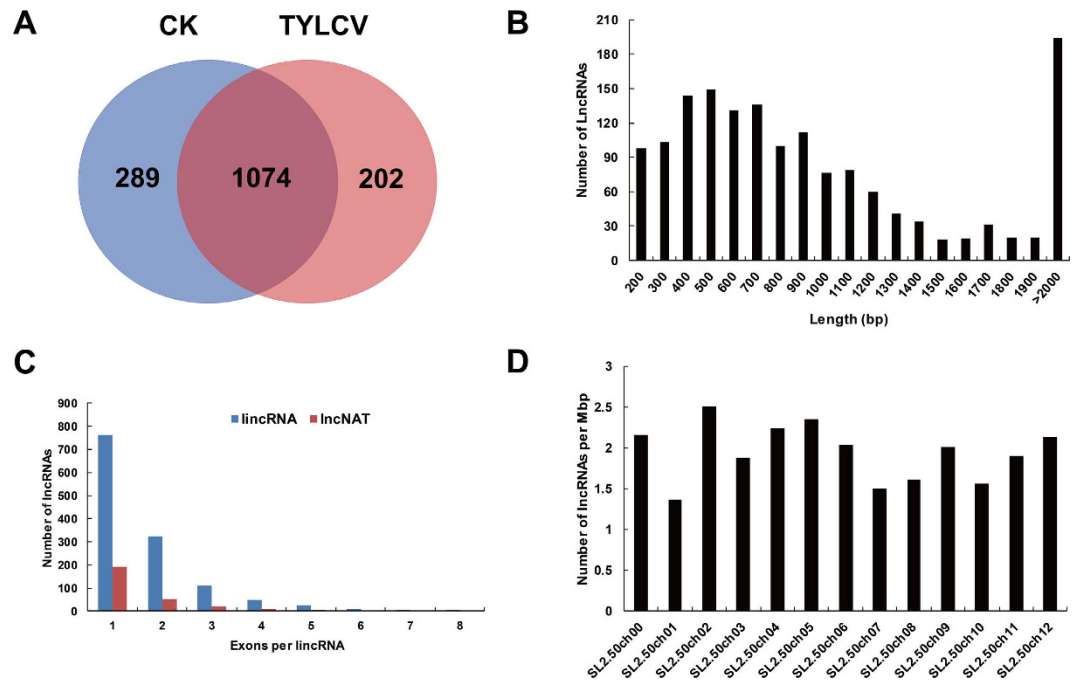 A
CK TYLCV
289 1074 202
B
Number of LncRNAs
210
180
150
120
90
60
30
0
200 300 400 500 600 700 800 900 1000 1100 1200 1300 1400 1500 1600 1700 1800 1900 >2000
Length (bp)
C
Number of lncRNAs
900
800
700
600
500
400
300
200
100
0
lincRNA lncNAT
1 2 3 4 5 6 7 8
Exons per lincRNA
D
Number of lncRNAs per Mbp
3
2.5
2
1.5
1
0.5
0
SL2.50ch00 SL2.50ch01 SL2.50ch02 SL2.50ch03 SL2.50ch04 SL2.50ch05 SL2.50ch06 SL2.50ch07 SL2.50ch08 SL2.50ch09 SL2.50ch10 SL2.50ch11 SL2.50ch12